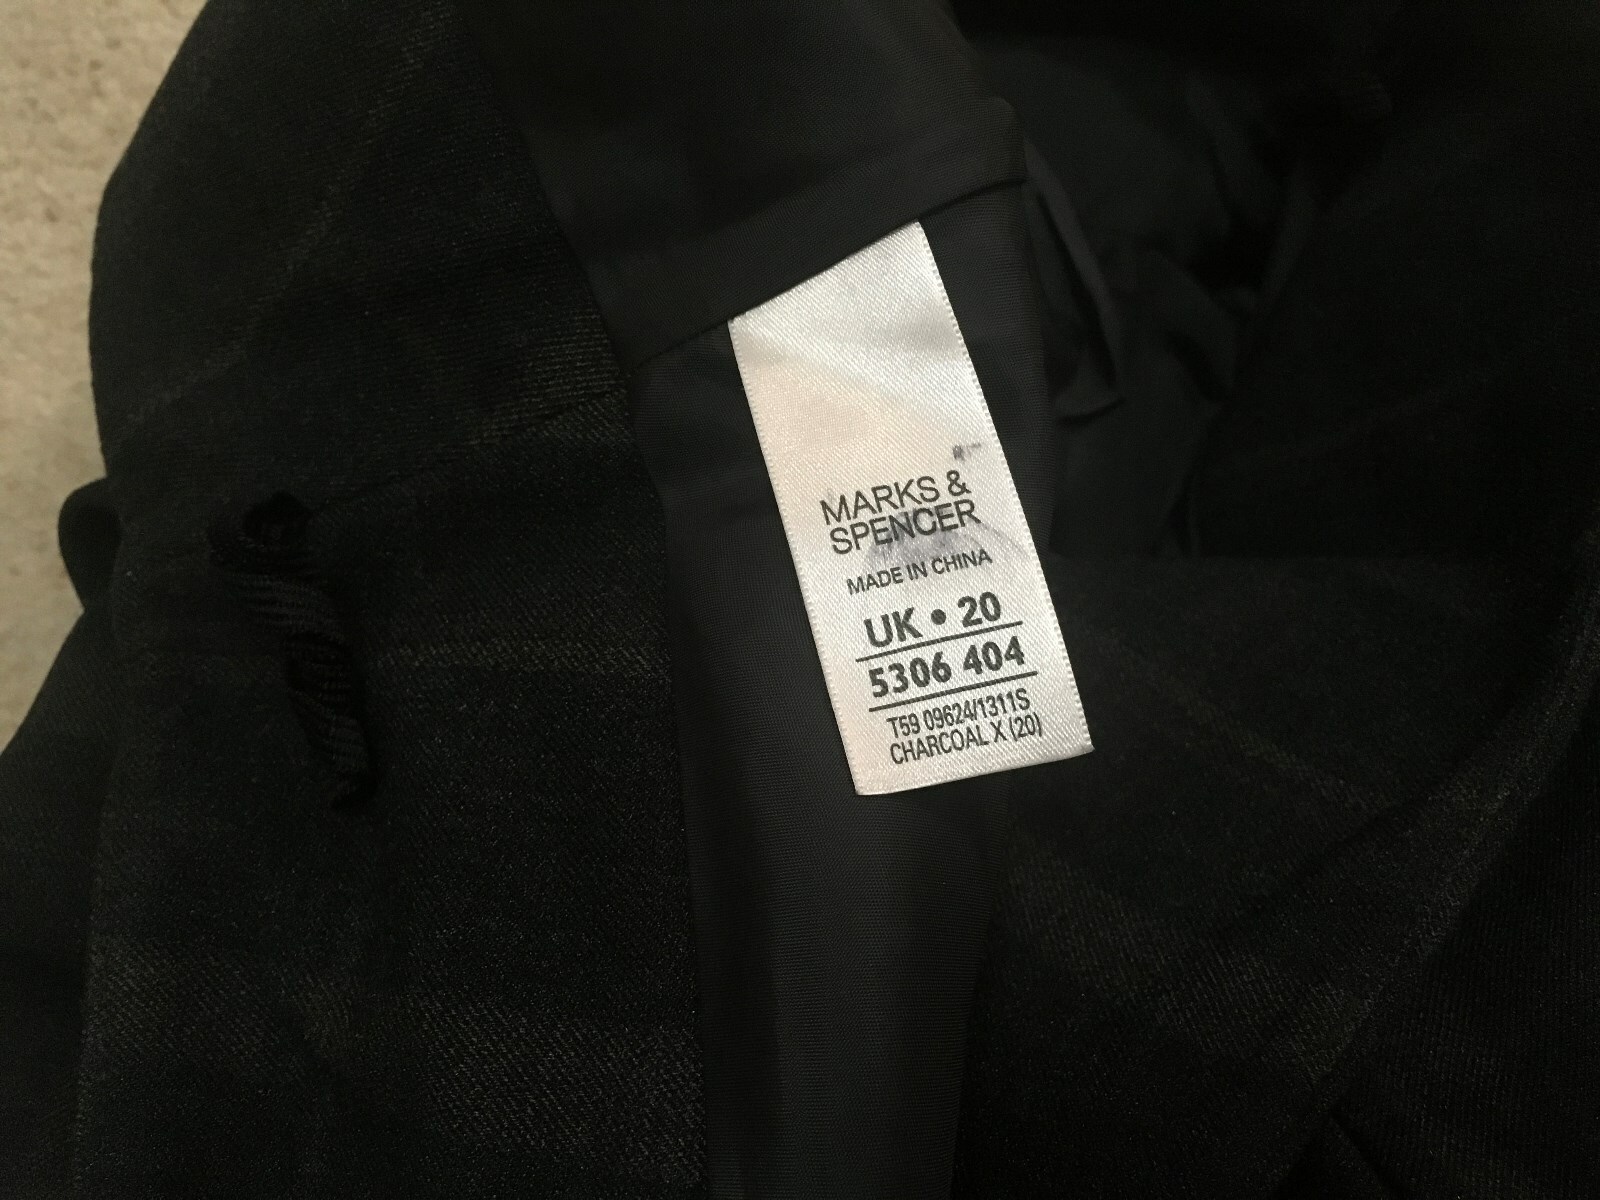 MARKS &
SPENCER
MADE IN CHINA
UK • 20
5306 404
T59 09624/1311S
CHARCOAL X (20)